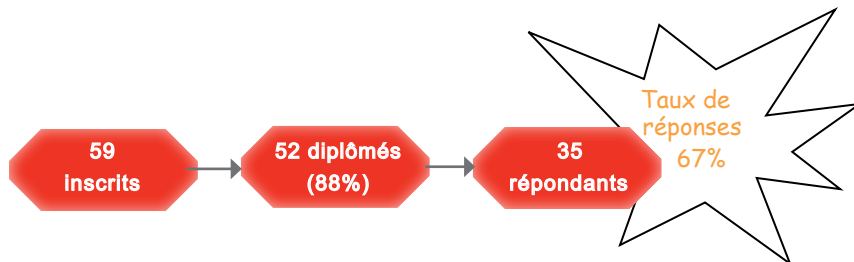 59
inscrits
52 diplômés
(88%)
35
répondants
Taux de
réponses
67%